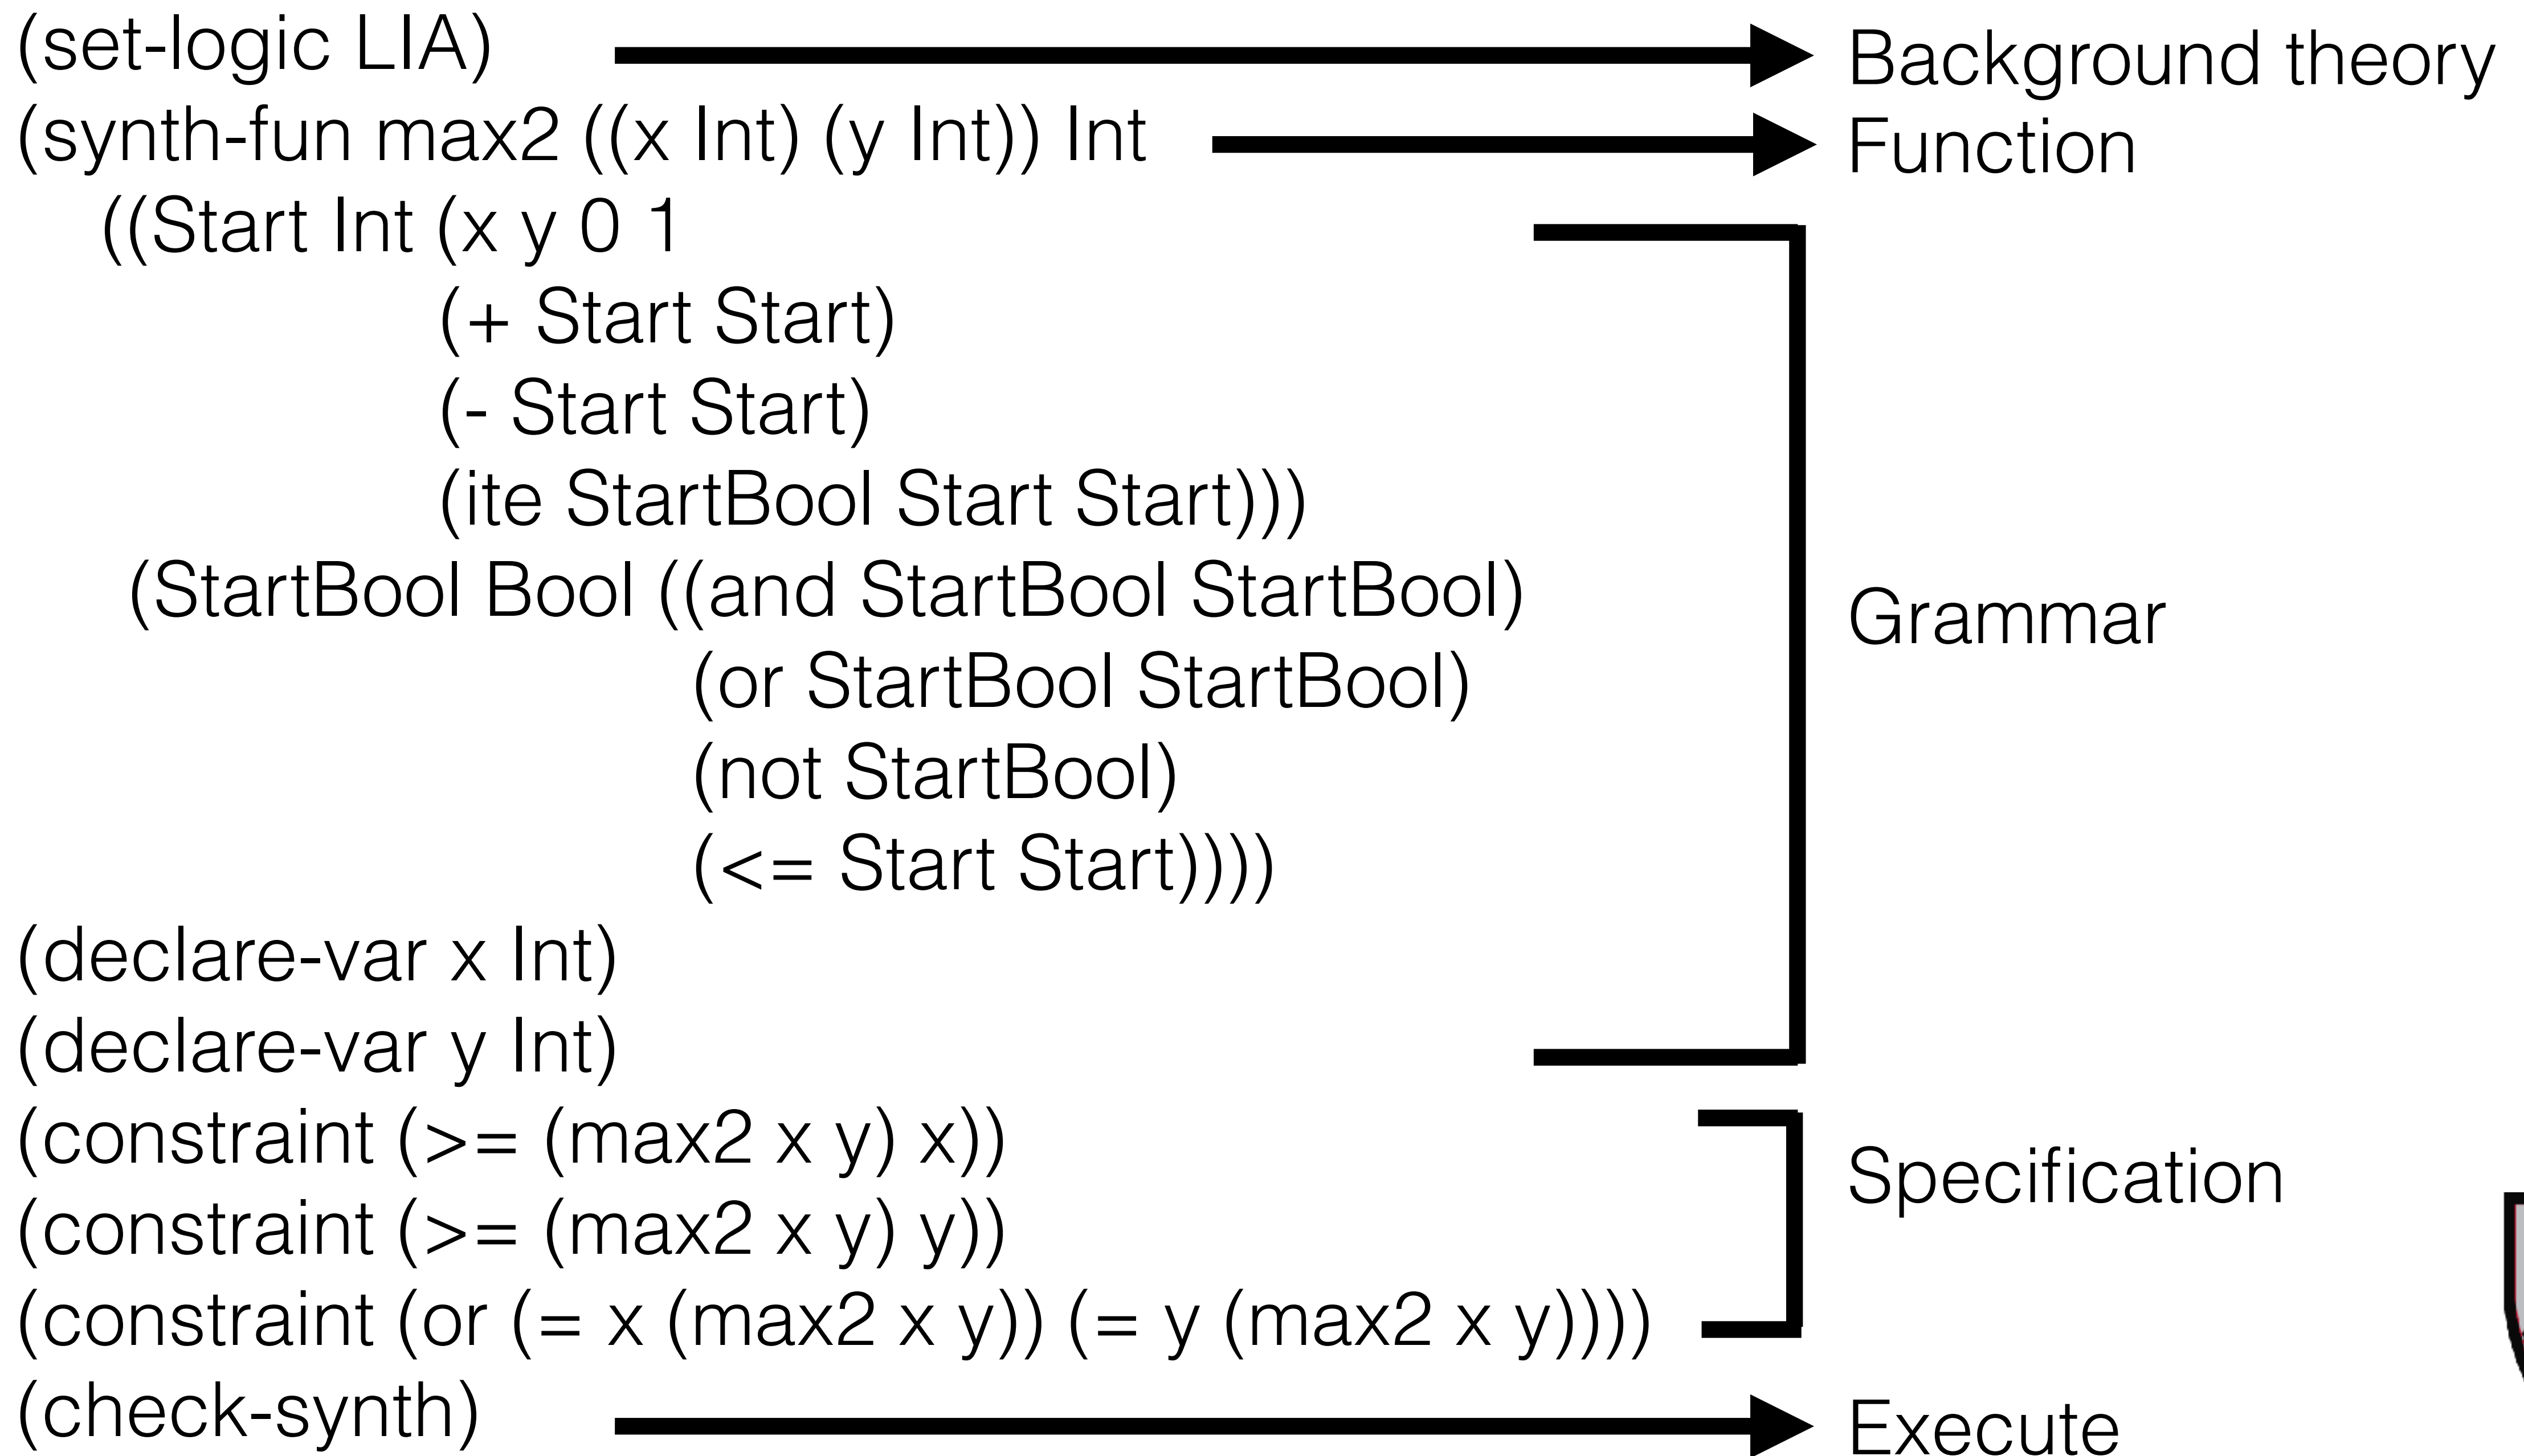 (set-logic LIA)
Background theory
(synth-fun max2 ((x Int) (y Int)) Int
Function
((Start Int (x y 0 1
(+ Start Start)
(- Start Start)
(ite StartBool Start Start)))
(StartBool Bool ((and StartBool StartBool)
Grammar
(or StartBool StartBool)
(not StartBool)
(<= Start Start))))
(declare-var x Int)
(declare-var y Int)
(constraint (>= (max2 x y) x))
Specification
(constraint (>= (max2 x y) y))
(constraint (or (= x (max2 x y)) (= y (max2 x y))))
(check-synth)
Execute